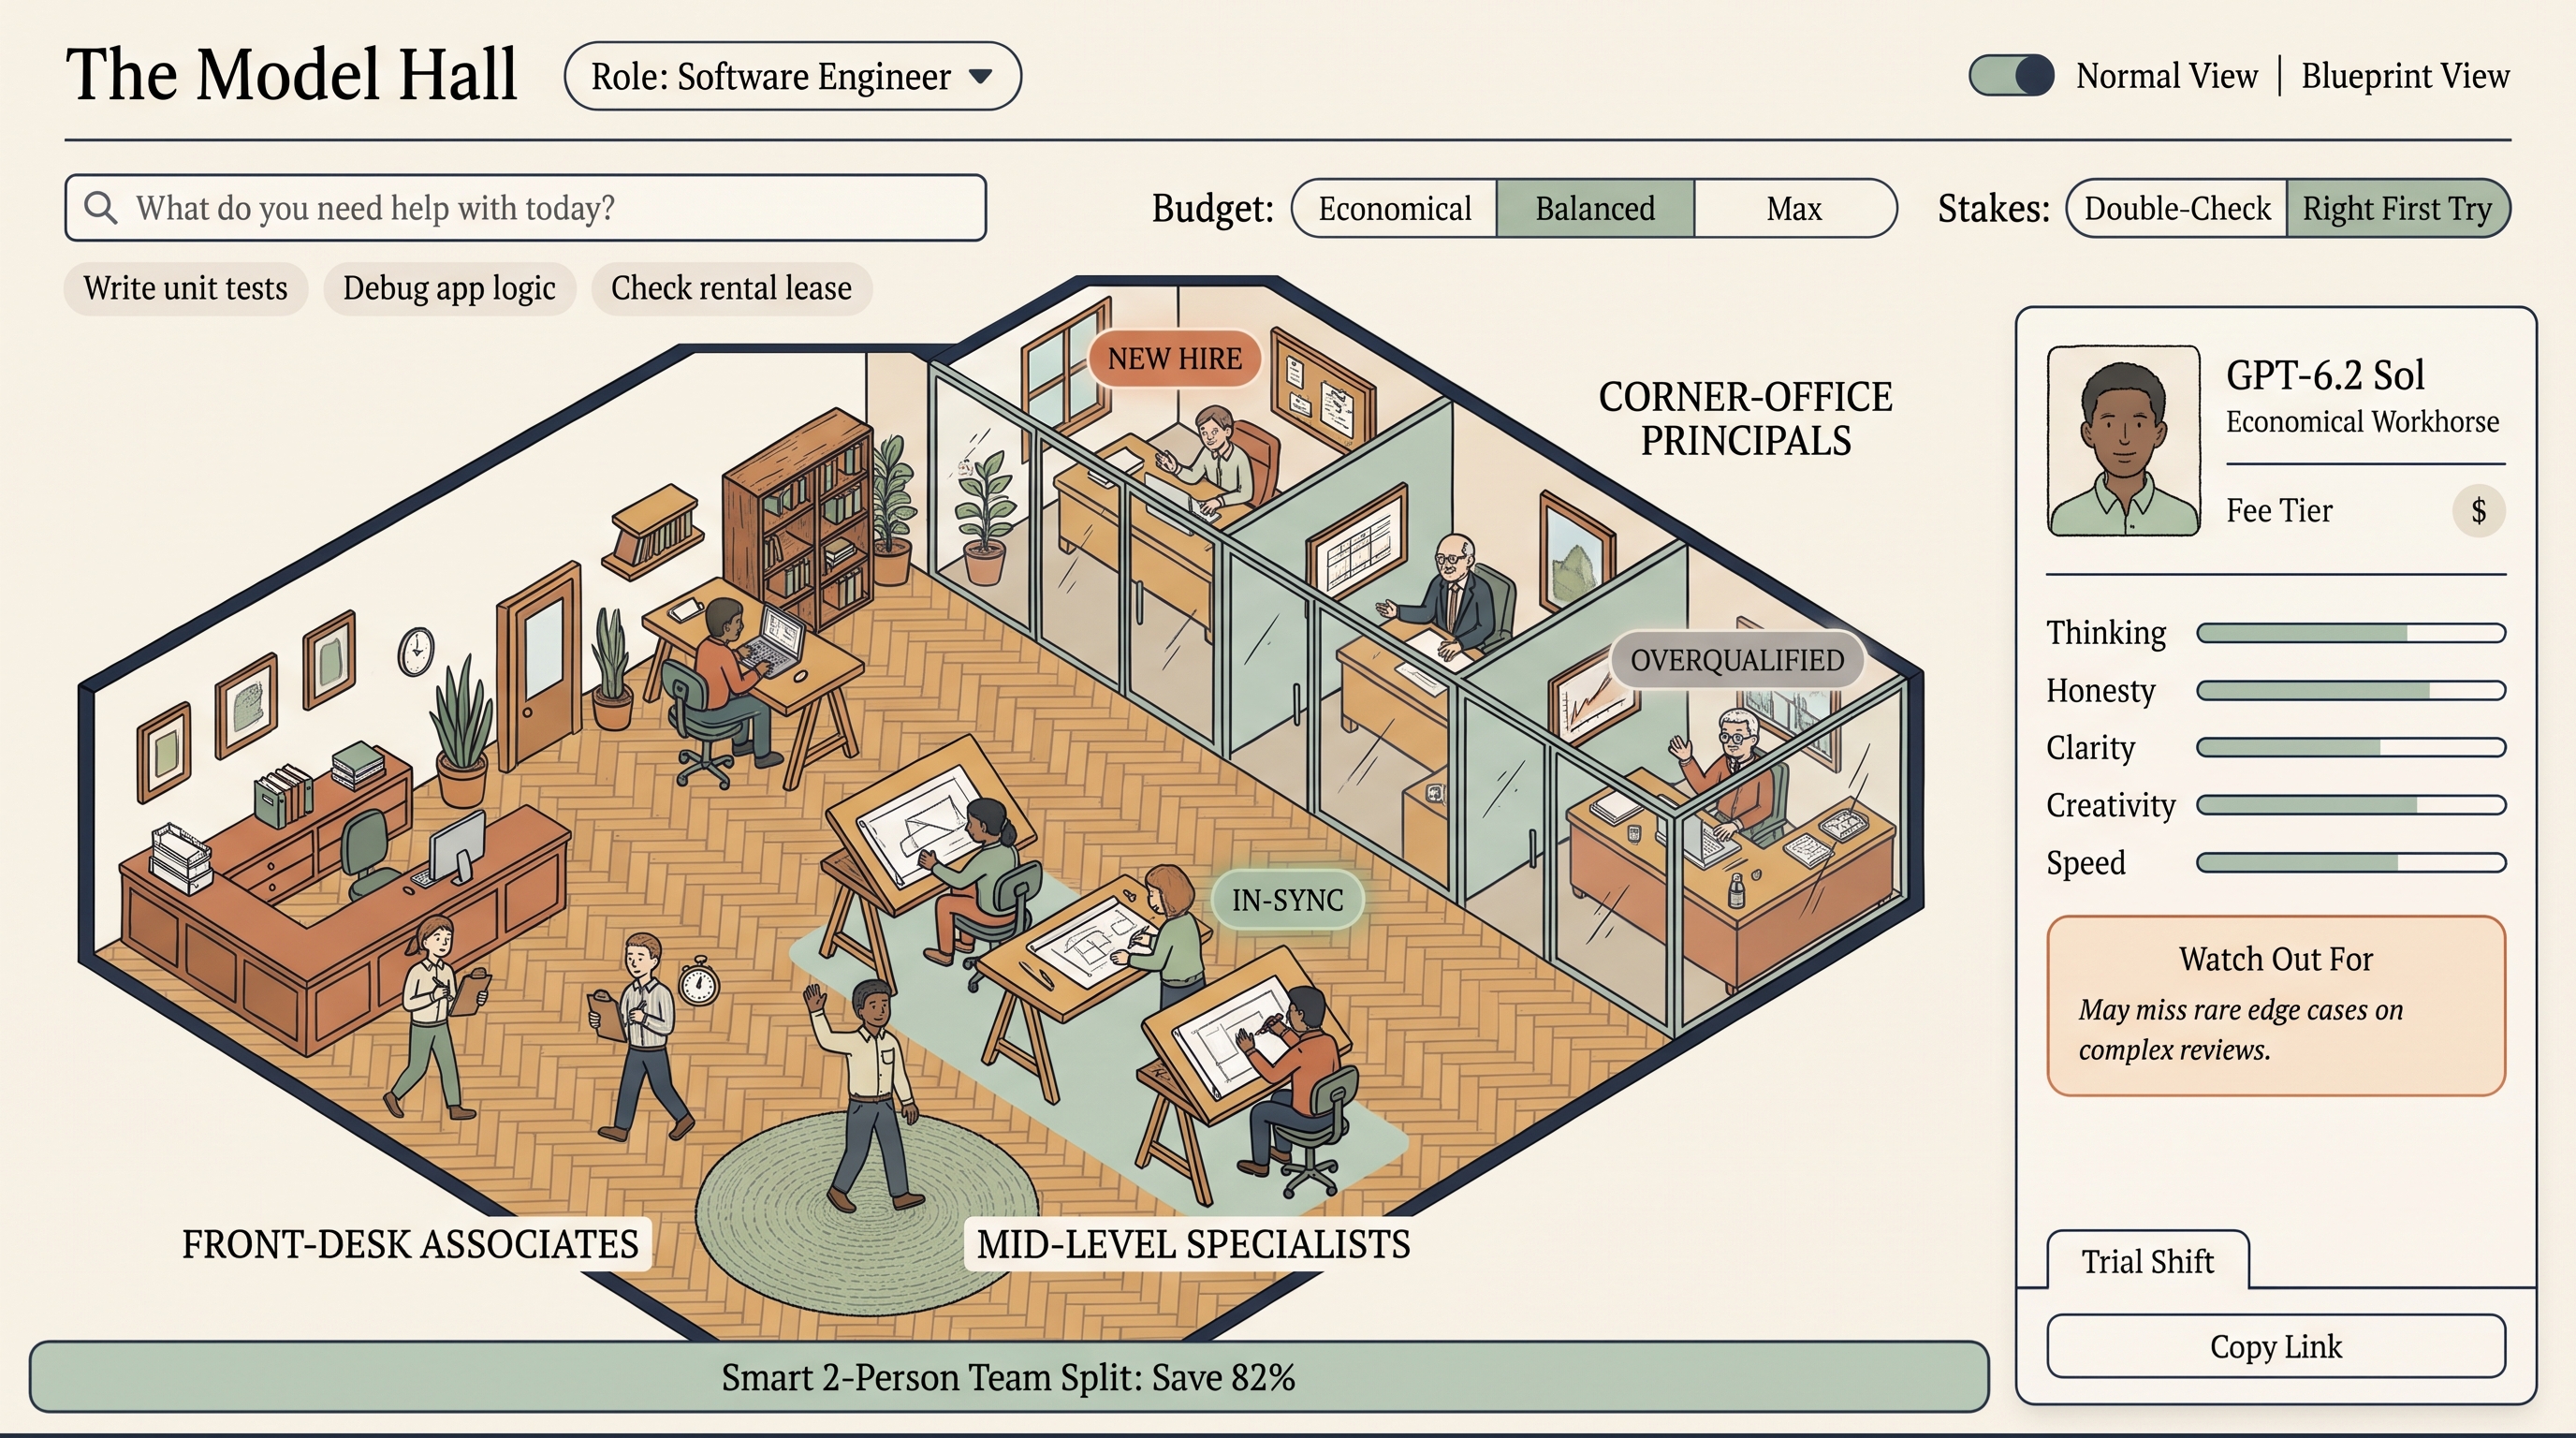 The Model Hall
Role: Software Engineer
Normal View | Blueprint View
What do you need help with today?
Budget:
Economical
Balanced
Max
Stakes:
Double-Check
Right First Try
Write unit tests
Debug app logic
Check rental lease
NEW HIRE
CORNER-OFFICE
PRINCIPALS
OVERQUALIFIED
IN-SYNC
FRONT-DESK ASSOCIATES
MID-LEVEL SPECIALISTS
Smart 2-Person Team Split: Save 82%
GPT-6.2 Sol
Economical Workhorse
Fee Tier
$
Thinking
Honesty
Clarity
Creativity
Speed
Watch Out For
May miss rare edge cases on
complex reviews.
Trial Shift
Copy Link